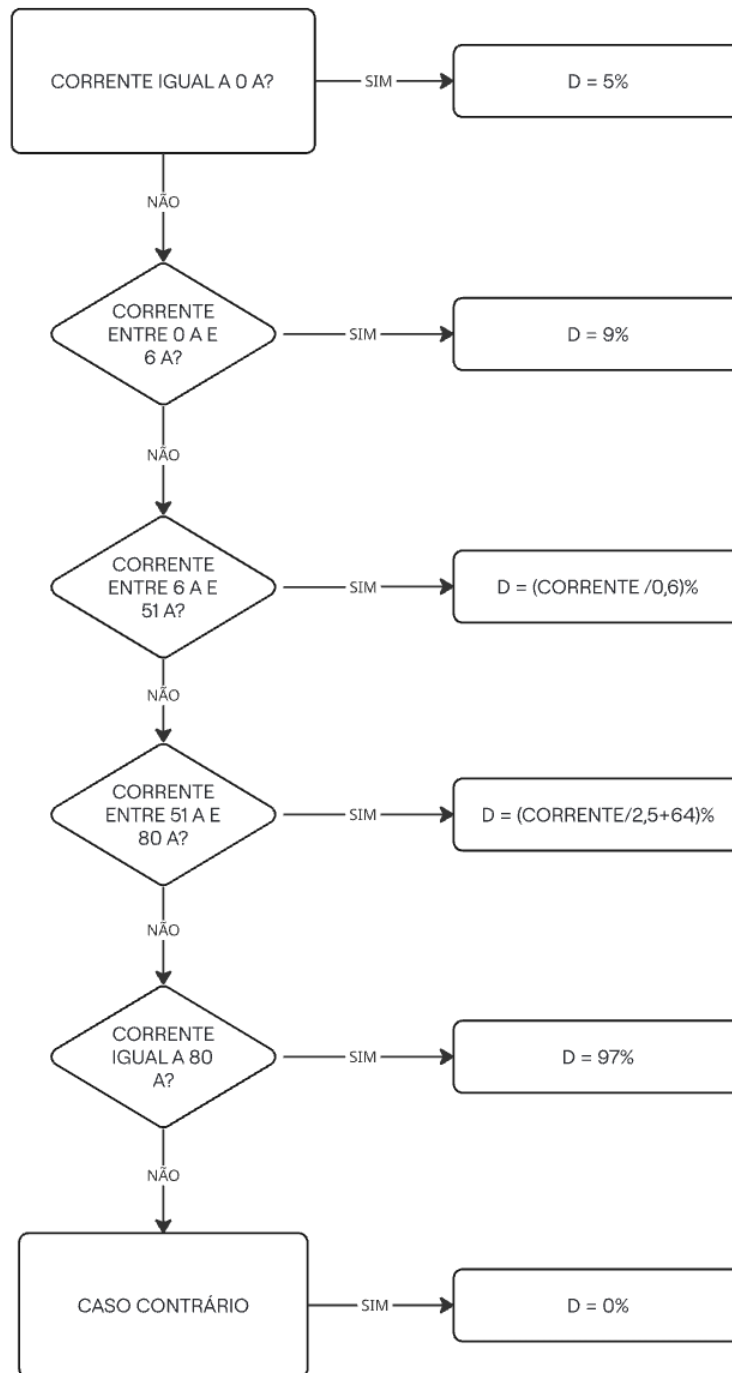 CORRENTE IGUAL A 0 A?
SIM
D = 5%
NÃO
CORRENTE
ENTRE 0 A E
6 A?
SIM
D = 9%
NÃO
CORRENTE
ENTRE 6 A E
51 A?
SIM
D = (CORRENTE /0,6)%
NÃO
CORRENTE
ENTRE 51 A E
80 A?
SIM
D = (CORRENTE/2,5+64)%
NÃO
CORRENTE
IGUAL A 80
A?
SIM
D = 97%
NÃO
CASO CONTRÁRIO
SIM
D = 0%